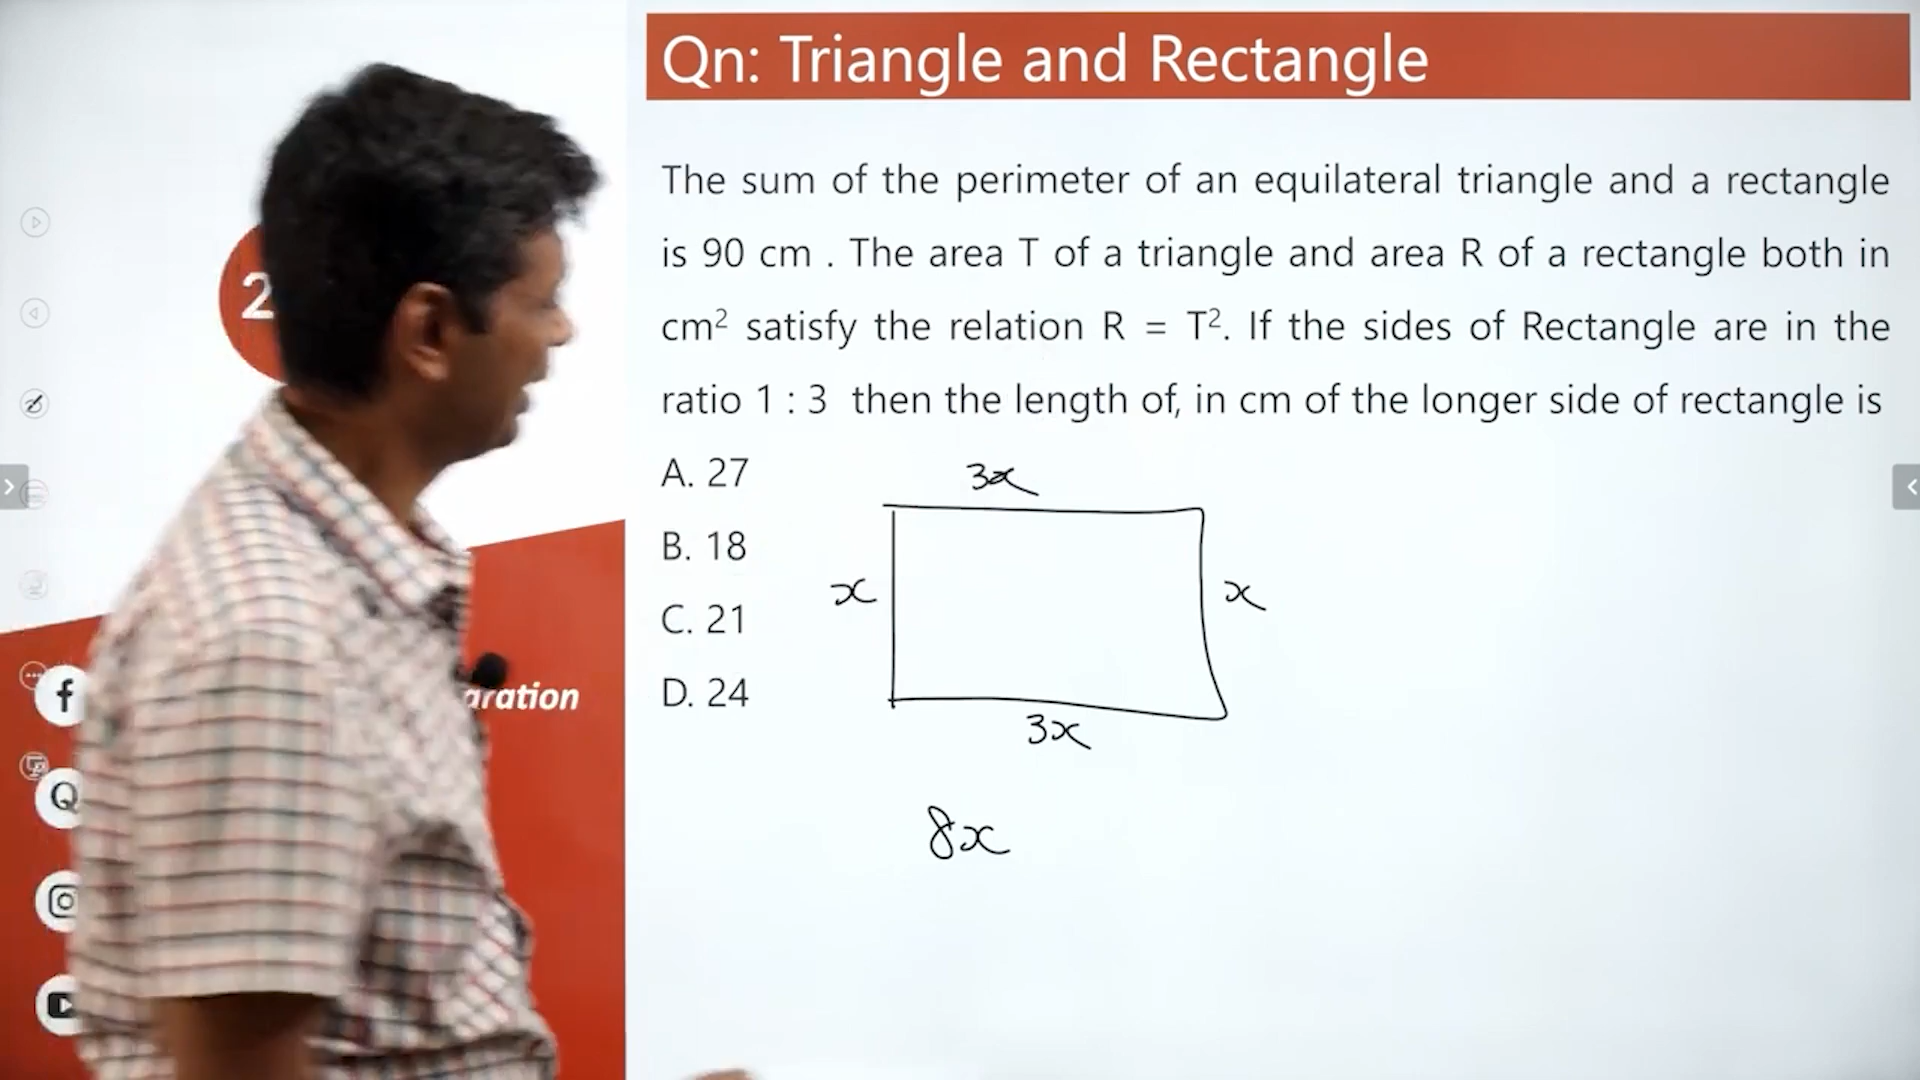 Qn: Triangle and Rectangle
The sum of the perimeter of an equilateral triangle and a rectangle
is 90 cm . The area T of a triangle and area R of a rectangle both in
cm² satisfy the relation R = T². If the sides of Rectangle are in the
ratio 1 : 3 then the length of, in cm of the longer side of rectangle is
A. 27
B. 18
C. 21
D. 24
3x
x
x
3x
8x
2
aration
f
Q